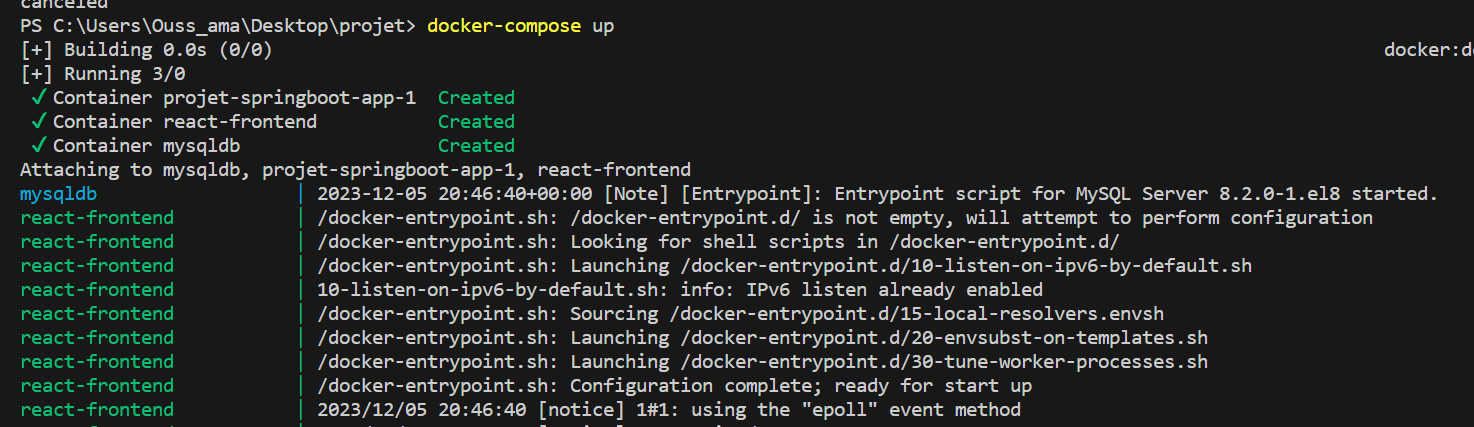 canceled
PS C:\Users\Ouss_ama\Desktop\projet> docker-compose up
[+] Building 0.0s (0/0) docker:d
[+] Running 3/0
✓ Container projet-springboot-app-1 Created
✓ Container react-frontend Created
✓ Container mysqldb Created
Attaching to mysqldb, projet-springboot-app-1, react-frontend
mysqldb | 2023-12-05 20:46:40+00:00 [Note] [Entrypoint]: Entrypoint script for MySQL Server 8.2.0-1.el8 started.
react-frontend | /docker-entrypoint.sh: /docker-entrypoint.d/ is not empty, will attempt to perform configuration
react-frontend | /docker-entrypoint.sh: Looking for shell scripts in /docker-entrypoint.d/
react-frontend | /docker-entrypoint.sh: Launching /docker-entrypoint.d/10-listen-on-ipv6-by-default.sh
react-frontend | 10-listen-on-ipv6-by-default.sh: info: IPv6 listen already enabled
react-frontend | /docker-entrypoint.sh: Sourcing /docker-entrypoint.d/15-local-resolvers.envsh
react-frontend | /docker-entrypoint.sh: Launching /docker-entrypoint.d/20-envsubst-on-templates.sh
react-frontend | /docker-entrypoint.sh: Launching /docker-entrypoint.d/30-tune-worker-processes.sh
react-frontend | /docker-entrypoint.sh: Configuration complete; ready for start up
react-frontend | 2023/12/05 20:46:40 [notice] 1#1: using the "epoll" event method